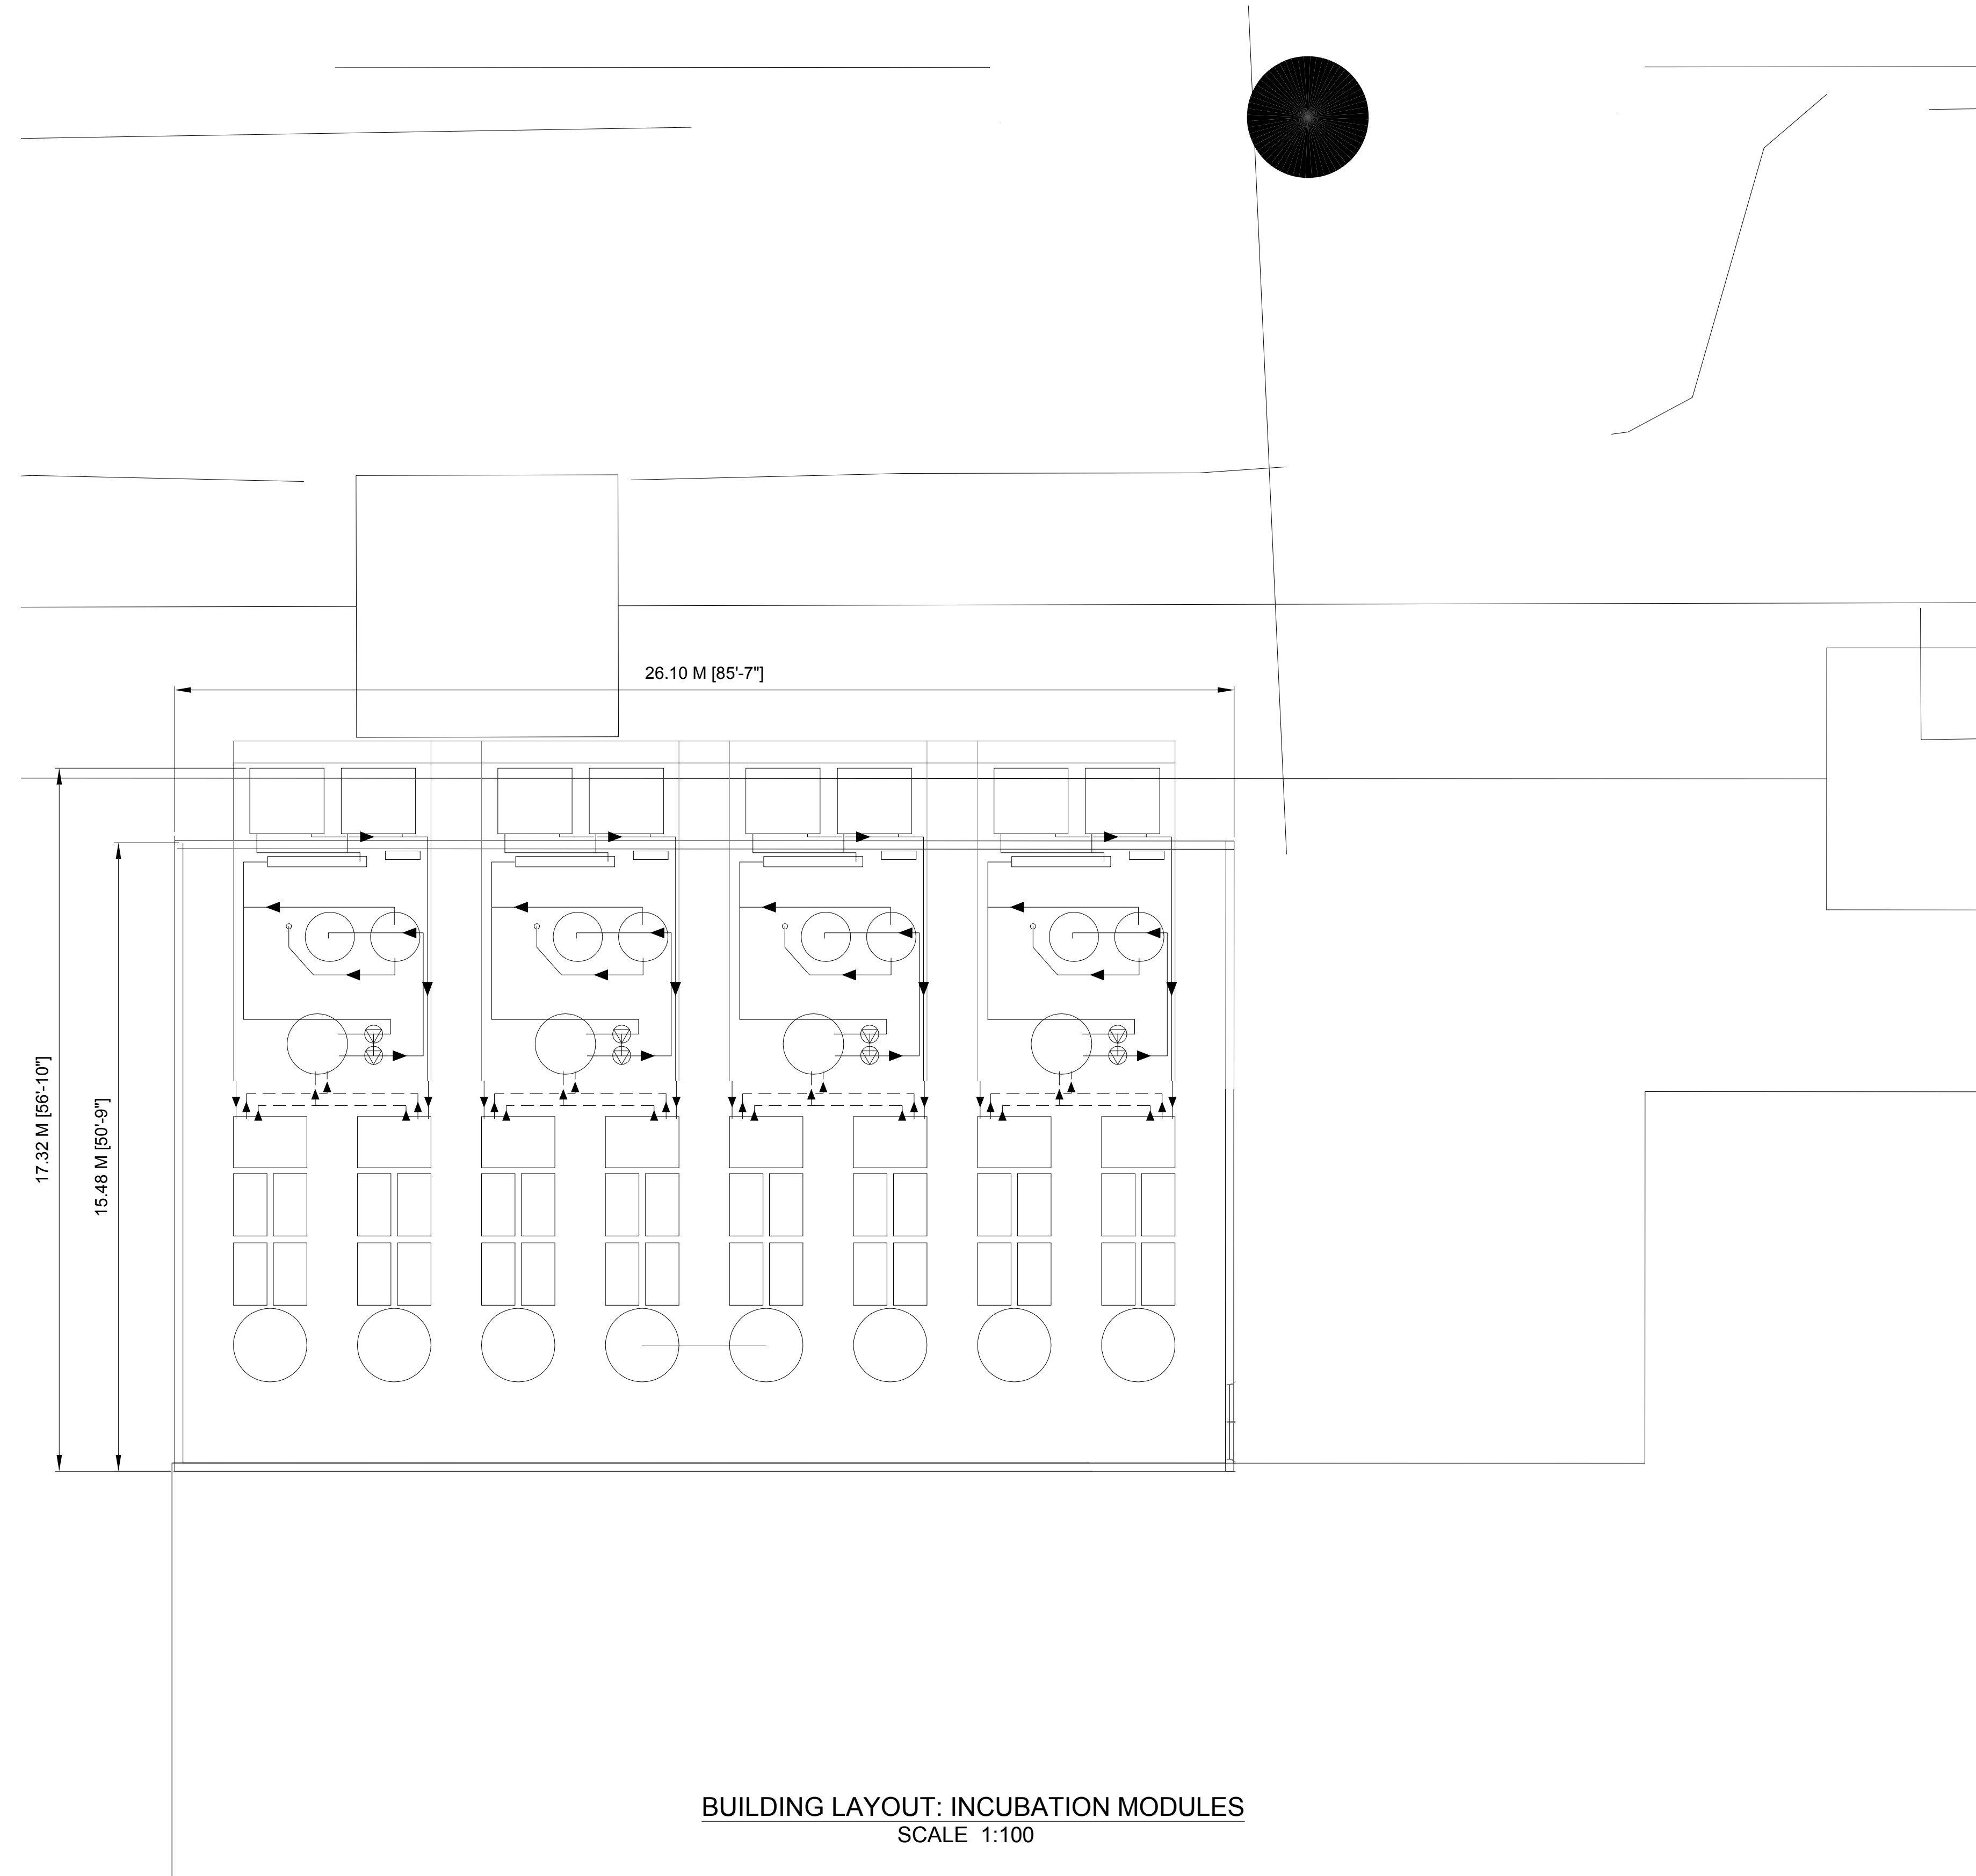 26.10 M [85'-7"]
17.32 M [56'-10"]
15.48 M [50'-9"]
BUILDING LAYOUT: INCUBATION MODULES
SCALE 1:100